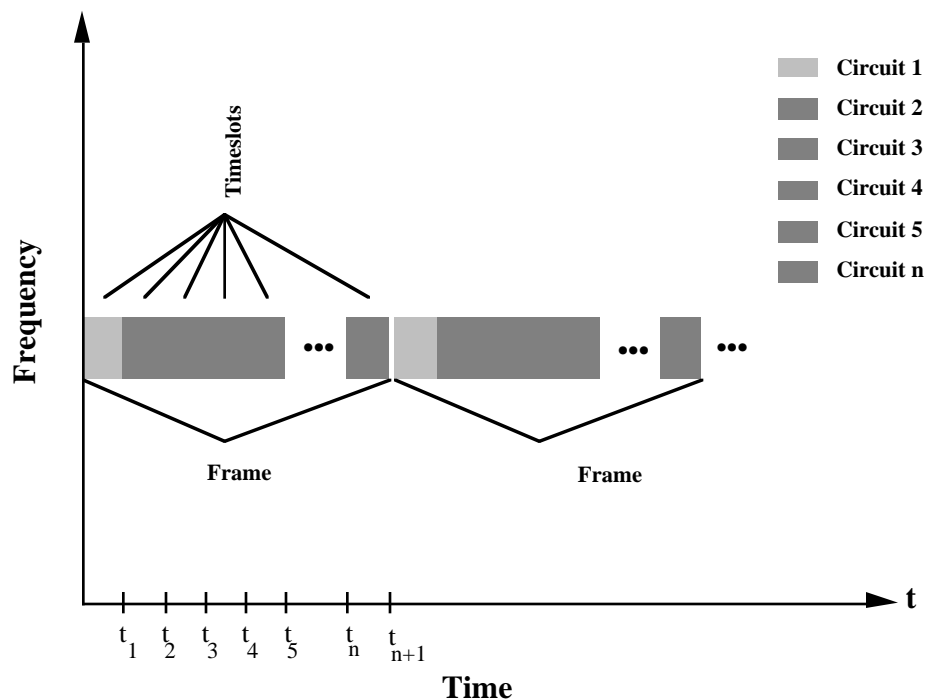 Circuit 1
Circuit 2
Circuit 3
Circuit 4
Circuit 5
Circuit n
Timeslots
Frequency
••• ••• •••
Frame Frame
t
t1 t2 t3 t4 t5 tn tn+1
Time